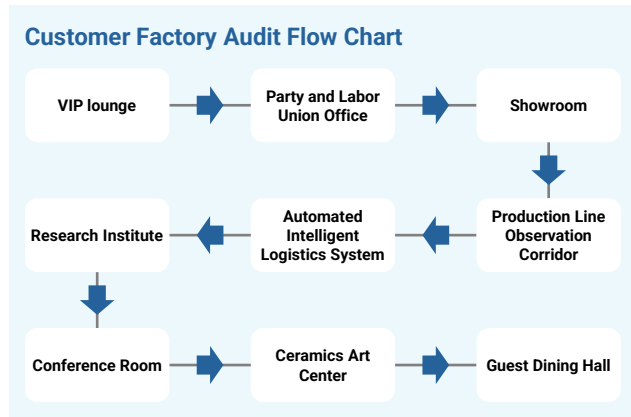 Customer Factory Audit Flow Chart
VIP lounge
Party and Labor
Union Office
Showroom
Research Institute
Automated
Intelligent
Logistics System
Production Line
Observation
Corridor
Conference Room
Ceramics Art
Center
Guest Dining Hall